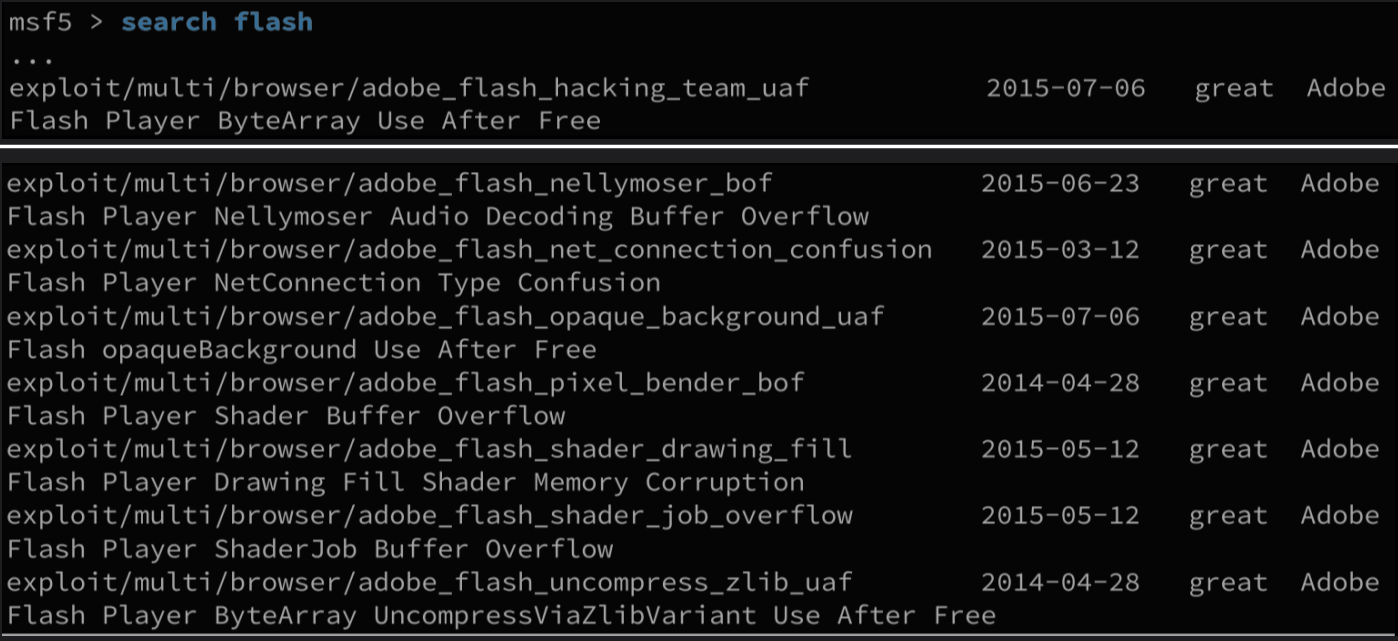 msf5 > search flash
...
exploit/multi/browser/adobe_flash_hacking_team_uaf 2015-07-06 great Adobe
Flash Player ByteArray Use After Free
exploit/multi/browser/adobe_flash_nellymoser_bof 2015-06-23 great Adobe
Flash Player Nellymoser Audio Decoding Buffer Overflow
exploit/multi/browser/adobe_flash_net_connection_confusion 2015-03-12 great Adobe
Flash Player NetConnection Type Confusion
exploit/multi/browser/adobe_flash_opaque_background_uaf 2015-07-06 great Adobe
Flash opaqueBackground Use After Free
exploit/multi/browser/adobe_flash_pixel_bender_bof 2014-04-28 great Adobe
Flash Player Shader Buffer Overflow
exploit/multi/browser/adobe_flash_shader_drawing_fill 2015-05-12 great Adobe
Flash Player Drawing Fill Shader Memory Corruption
exploit/multi/browser/adobe_flash_shader_job_overflow 2015-05-12 great Adobe
Flash Player ShaderJob Buffer Overflow
exploit/multi/browser/adobe_flash_uncompress_zlib_uaf 2014-04-28 great Adobe
Flash Player ByteArray UncompressViaZlibVariant Use After Free